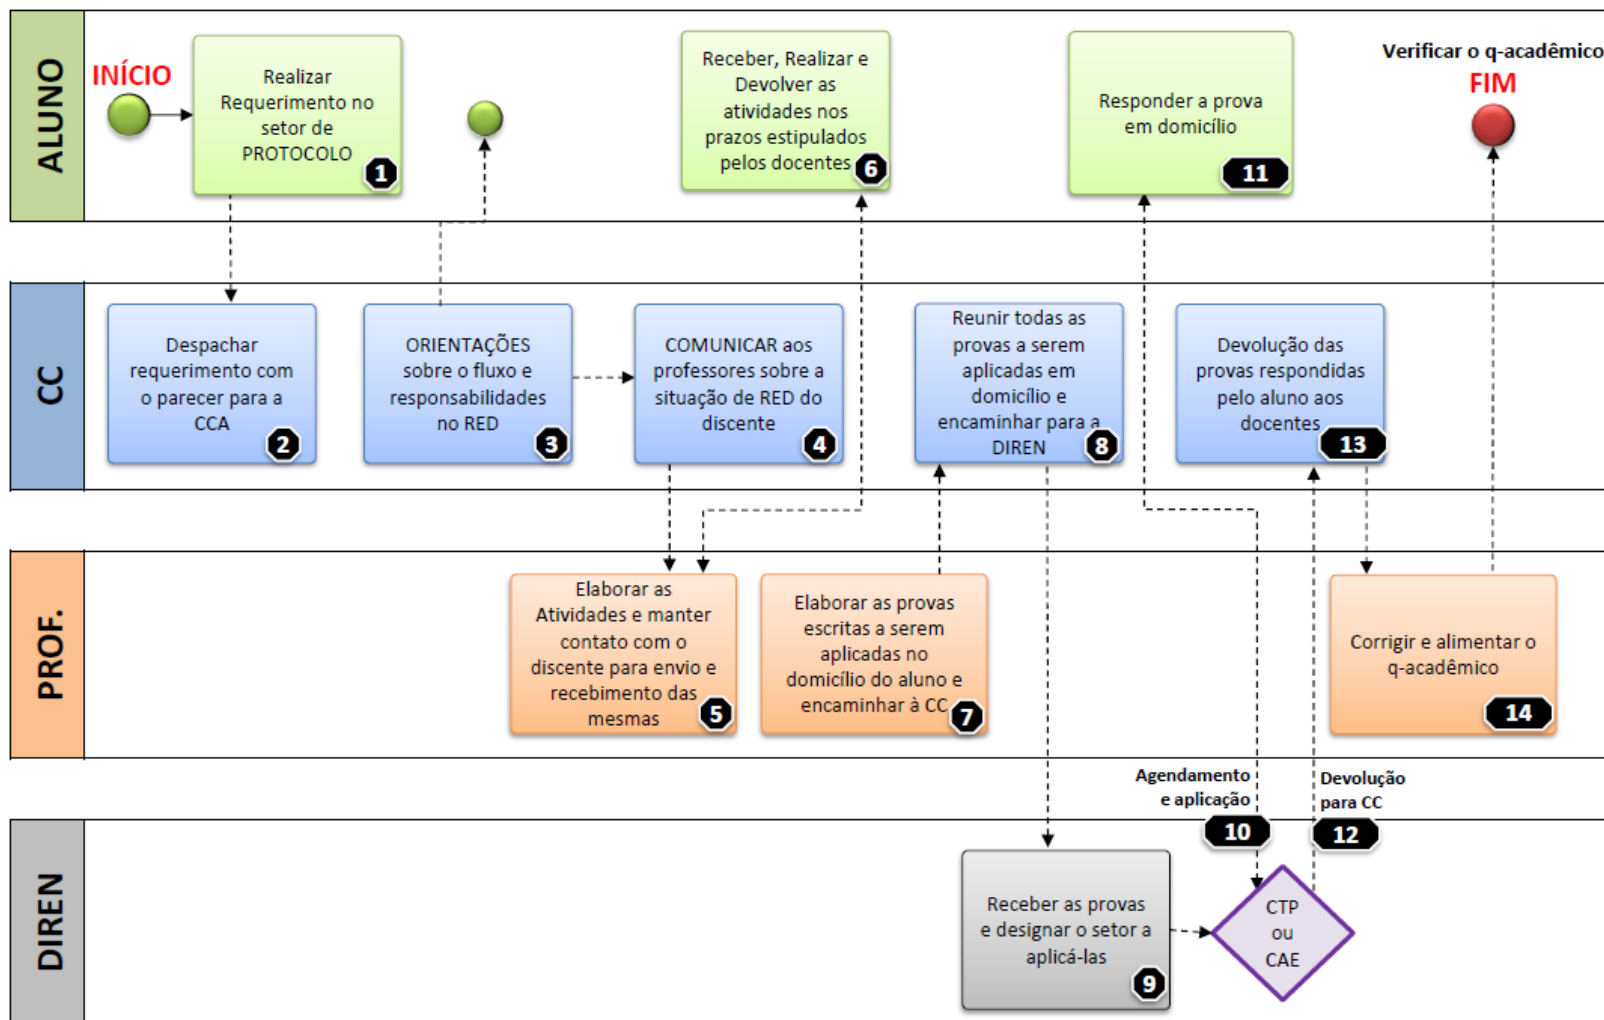 ALUNO
INÍCIO
Realizar
Requerimento no
setor de
PROTOCOLO
1
Receber, Realizar e
Devolver as
atividades nos
prazos estipulados
pelos docentes
6
Responder a prova
em domicílio
11
Verificar o q-acadêmico
FIM
CC
Despachar
requerimento com
o parecer para a
CCA
2
ORIENTAÇÕES
sobre o fluxo e
responsabilidades
no RED
3
COMUNICAR aos
professores sobre a
situação de RED do
discente
4
Reunir todas as
provas a serem
aplicadas em
domicílio e
encaminhar para a
DIREN
8
Devolução das
provas respondidas
pelo aluno aos
docentes
13
PROF.
Elaborar as
Atividades e manter
contato com o
discente para envio e
recebimento das
mesmas
5
Elaborar as provas
escritas a serem
aplicadas no
domicílio do aluno e
encaminhar à CC
7
Corrigir e alimentar o
q-acadêmico
14
Agendamento
e aplicação
10
Devolução
para CC
12
DIREN
Receber as provas
e designar o setor a
aplicá-las
9
CTP
ou
CAE